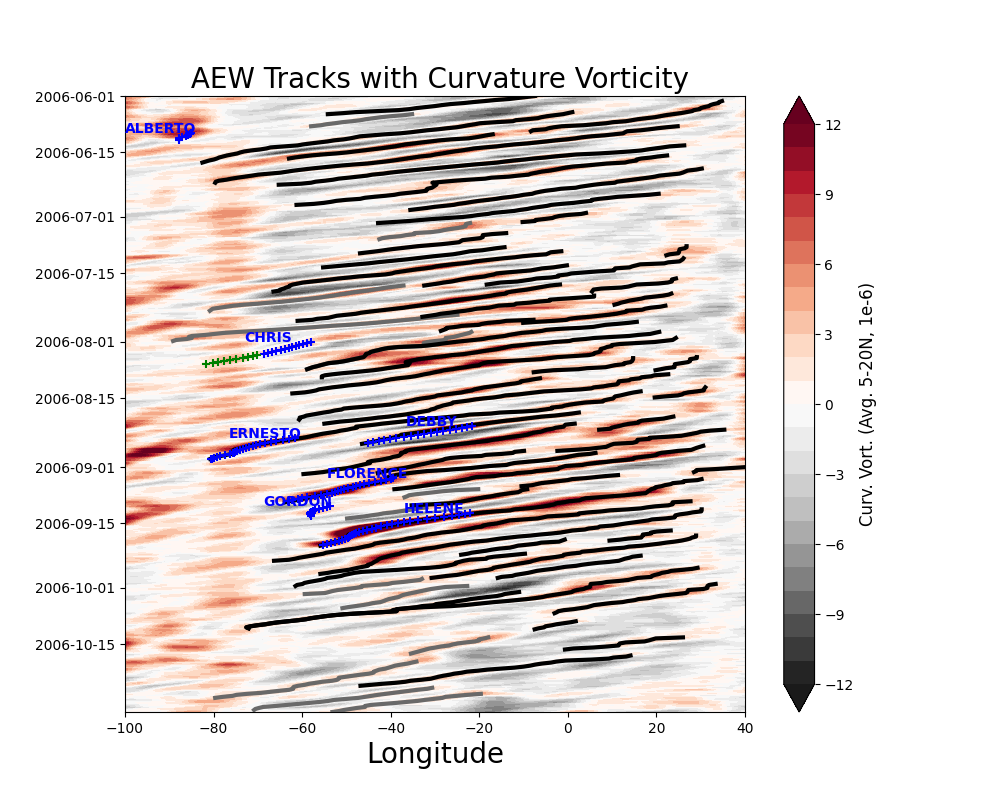 AEW Tracks with Curvature Vorticity
2006-06-01
2006-06-15
2006-07-01
2006-07-15
2006-08-01
2006-08-15
2006-09-01
2006-09-15
2006-10-01
2006-10-15
ALBERTO
CHRIS
DEBBY
ERNESTO
FLORENCE
GORDON
HELENE
−100
−80
−60
−40
−20
0
20
40
Longitude
12
9
6
3
0
−3
−6
−9
−12
Curv. Vort. (Avg. 5-20N, 1e-6)